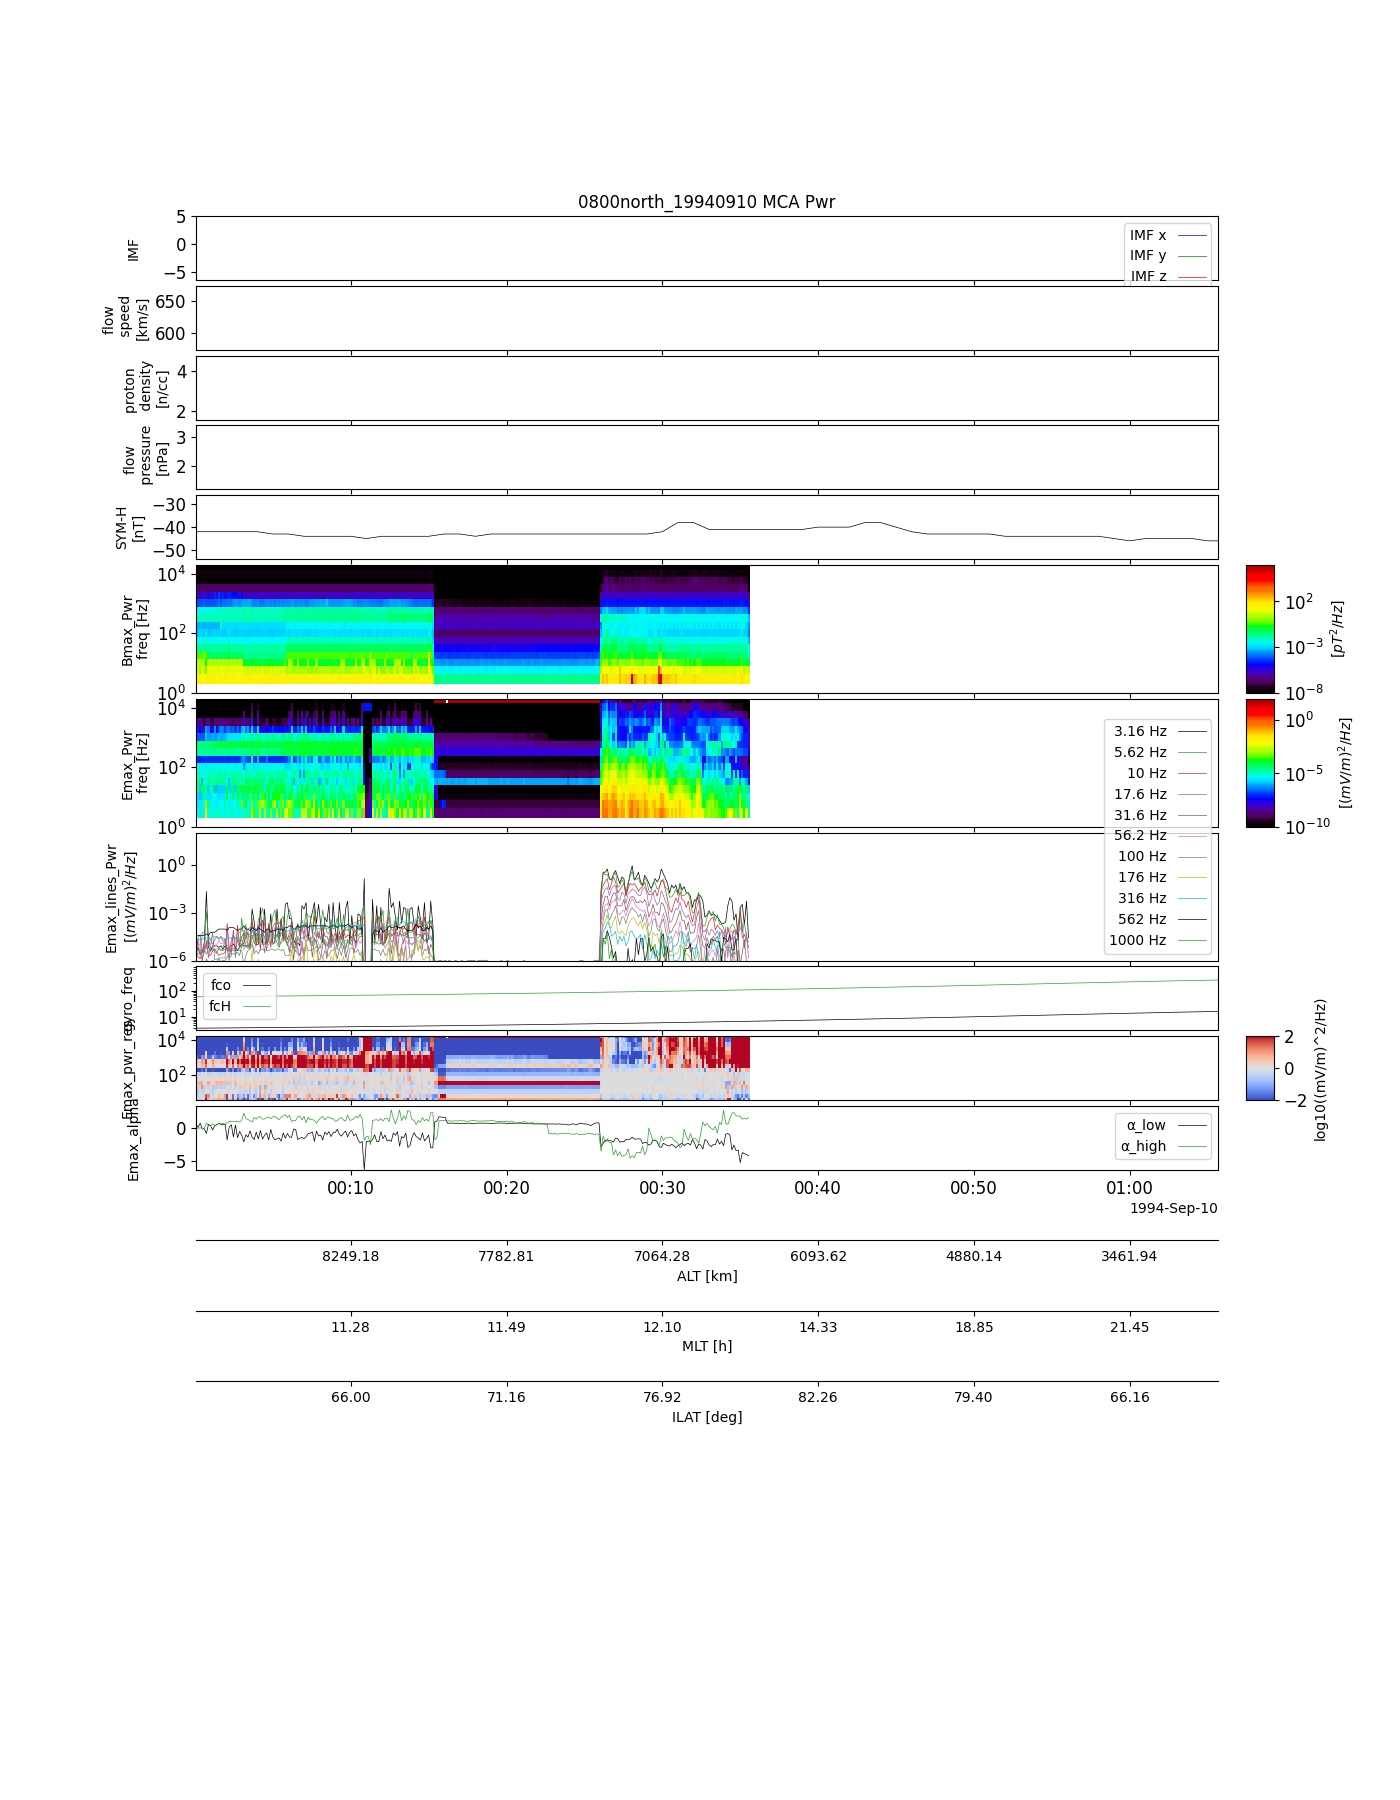 0800north_19940910 MCA Pwr
5
0
−5
IMF
IMF x
IMF y
IMF z
650
600
flow
speed
[km/s]
4
2
proton
density
[n/cc]
3
2
flow
pressure
[nPa]
−30
−40
−50
SYM-H
[nT]
10^4
10^2
10^0
Bmax_Pwr
freq [Hz]
10^2
10^−3
10^−8
[pT^2/Hz]
10^4
10^2
10^0
Emax_Pwr
freq [Hz]
10^0
10^−5
10^−10
[(mV/m)^2/Hz]
3.16 Hz
5.62 Hz
10 Hz
17.6 Hz
31.6 Hz
56.2 Hz
100 Hz
176 Hz
316 Hz
562 Hz
1000 Hz
10^0
10^−3
10^−6
Emax_lines_Pwr
[(mV/m)^2/Hz]
fco
fcH
10^2
10^1
gyro_freq
10^4
10^2
Emax_pwr_reg
2
0
−2
log10((mV/m)^2/Hz)
0
−5
Emax_alpha
α_low
α_high
00:10 00:20 00:30 00:40 00:50 01:00
1994-Sep-10
8249.18 7782.81 7064.28 6093.62 4880.14 3461.94
ALT [km]
11.28 11.49 12.10 14.33 18.85 21.45
MLT [h]
66.00 71.16 76.92 82.26 79.40 66.16
ILAT [deg]